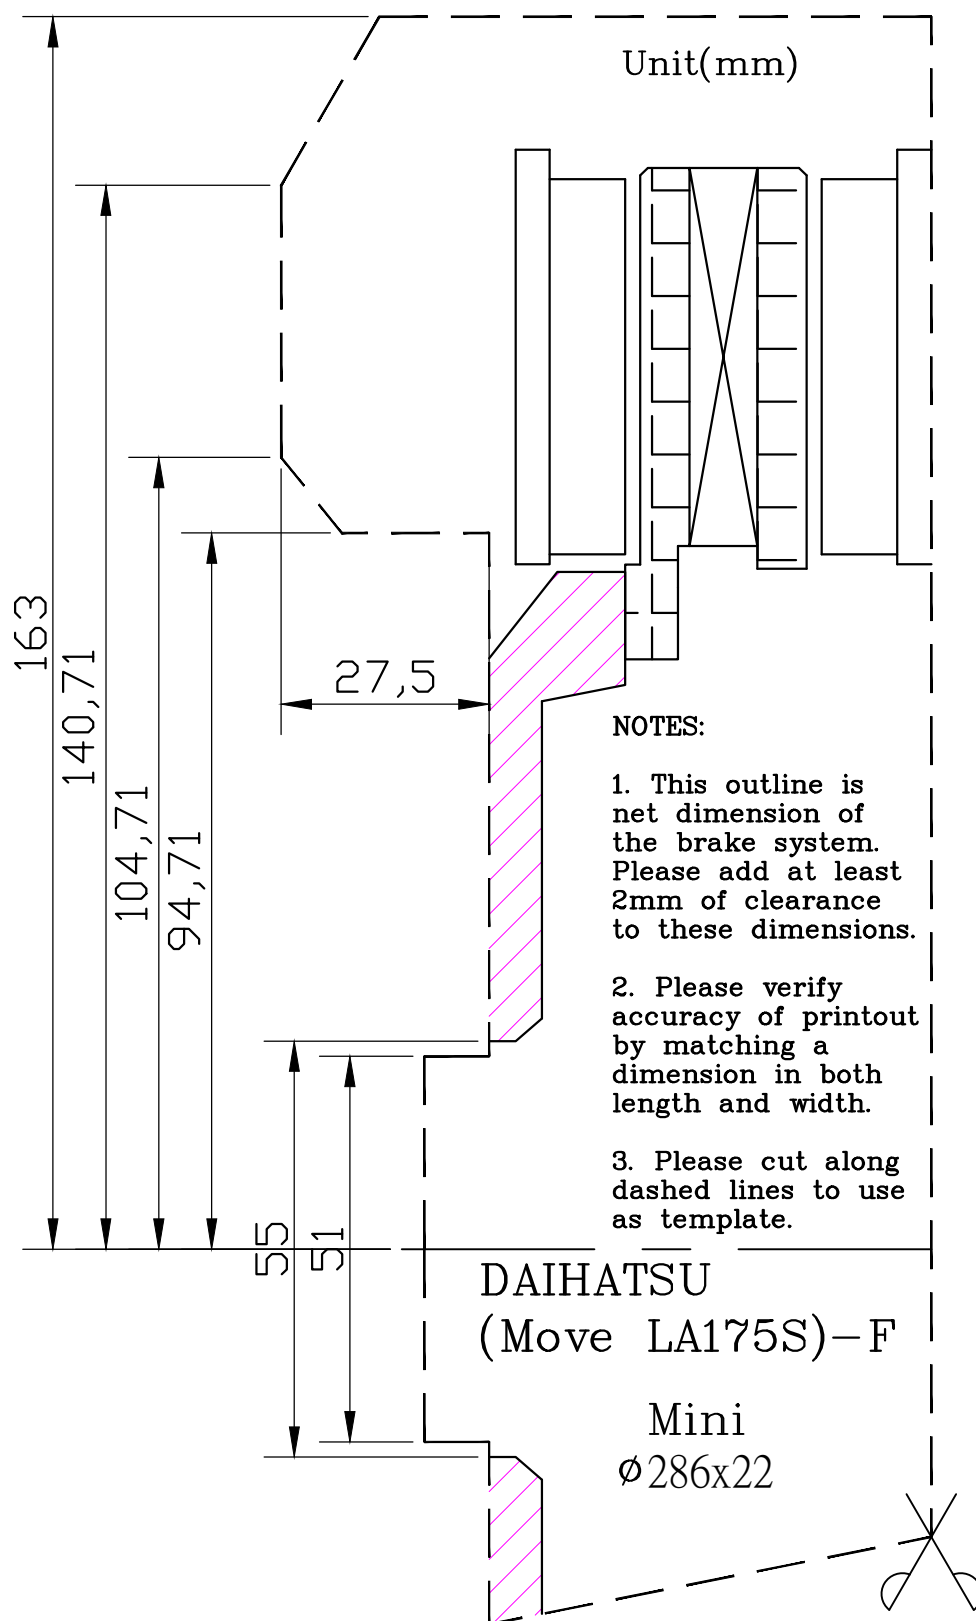 Unit(mm)
163
140,71
104,71
94,71
27,5
NOTES:
1. This outline is
net dimension of
the brake system.
Please add at least
2mm of clearance
to these dimensions.
2. Please verify
accuracy of printout
by matching a
dimension in both
length and width.
3. Please cut along
dashed lines to use
as template.
55
51
DAIHATSU
(Move LA175S)-F
Mini
Ø286x22